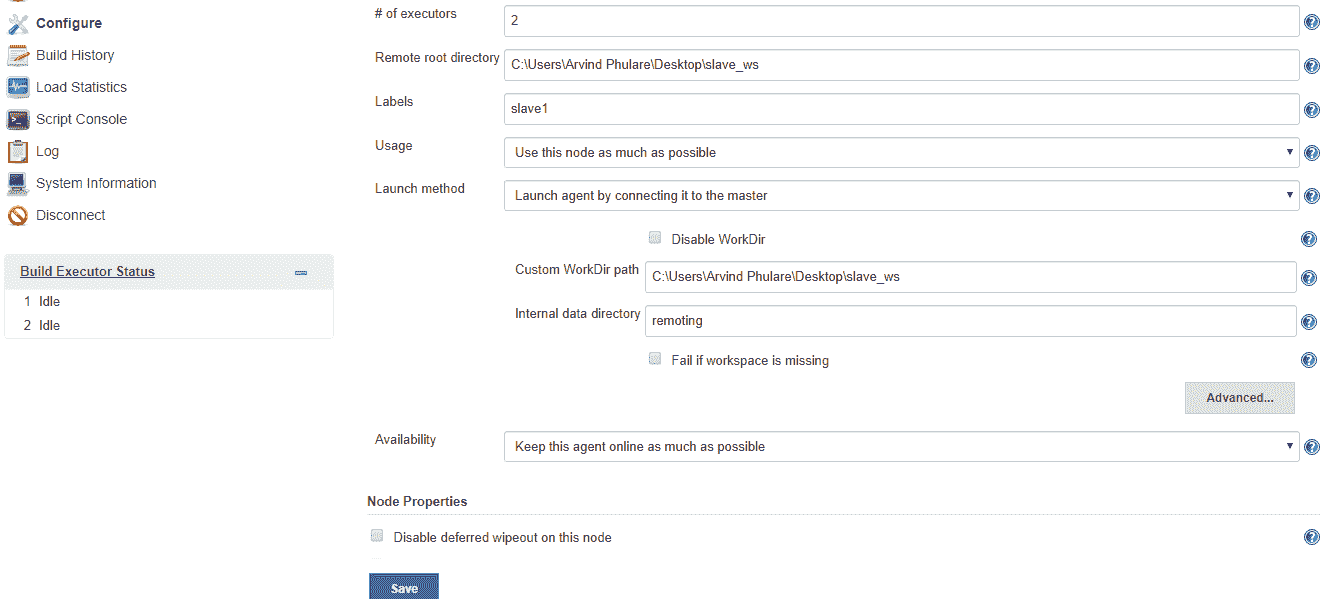 Configure
Build History
Load Statistics
Script Console
Log
System Information
Disconnect
Build Executor Status
1 Idle
2 Idle
# of executors
2
Remote root directory
C:\Users\Arvind Phulare\Desktop\slave_ws
Labels
slave1
Usage
Use this node as much as possible
Launch method
Launch agent by connecting it to the master
Disable WorkDir
Custom WorkDir path
C:\Users\Arvind Phulare\Desktop\slave_ws
Internal data directory
remoting
Fail if workspace is missing
Advanced...
Availability
Keep this agent online as much as possible
Node Properties
Disable deferred wipeout on this node
Save